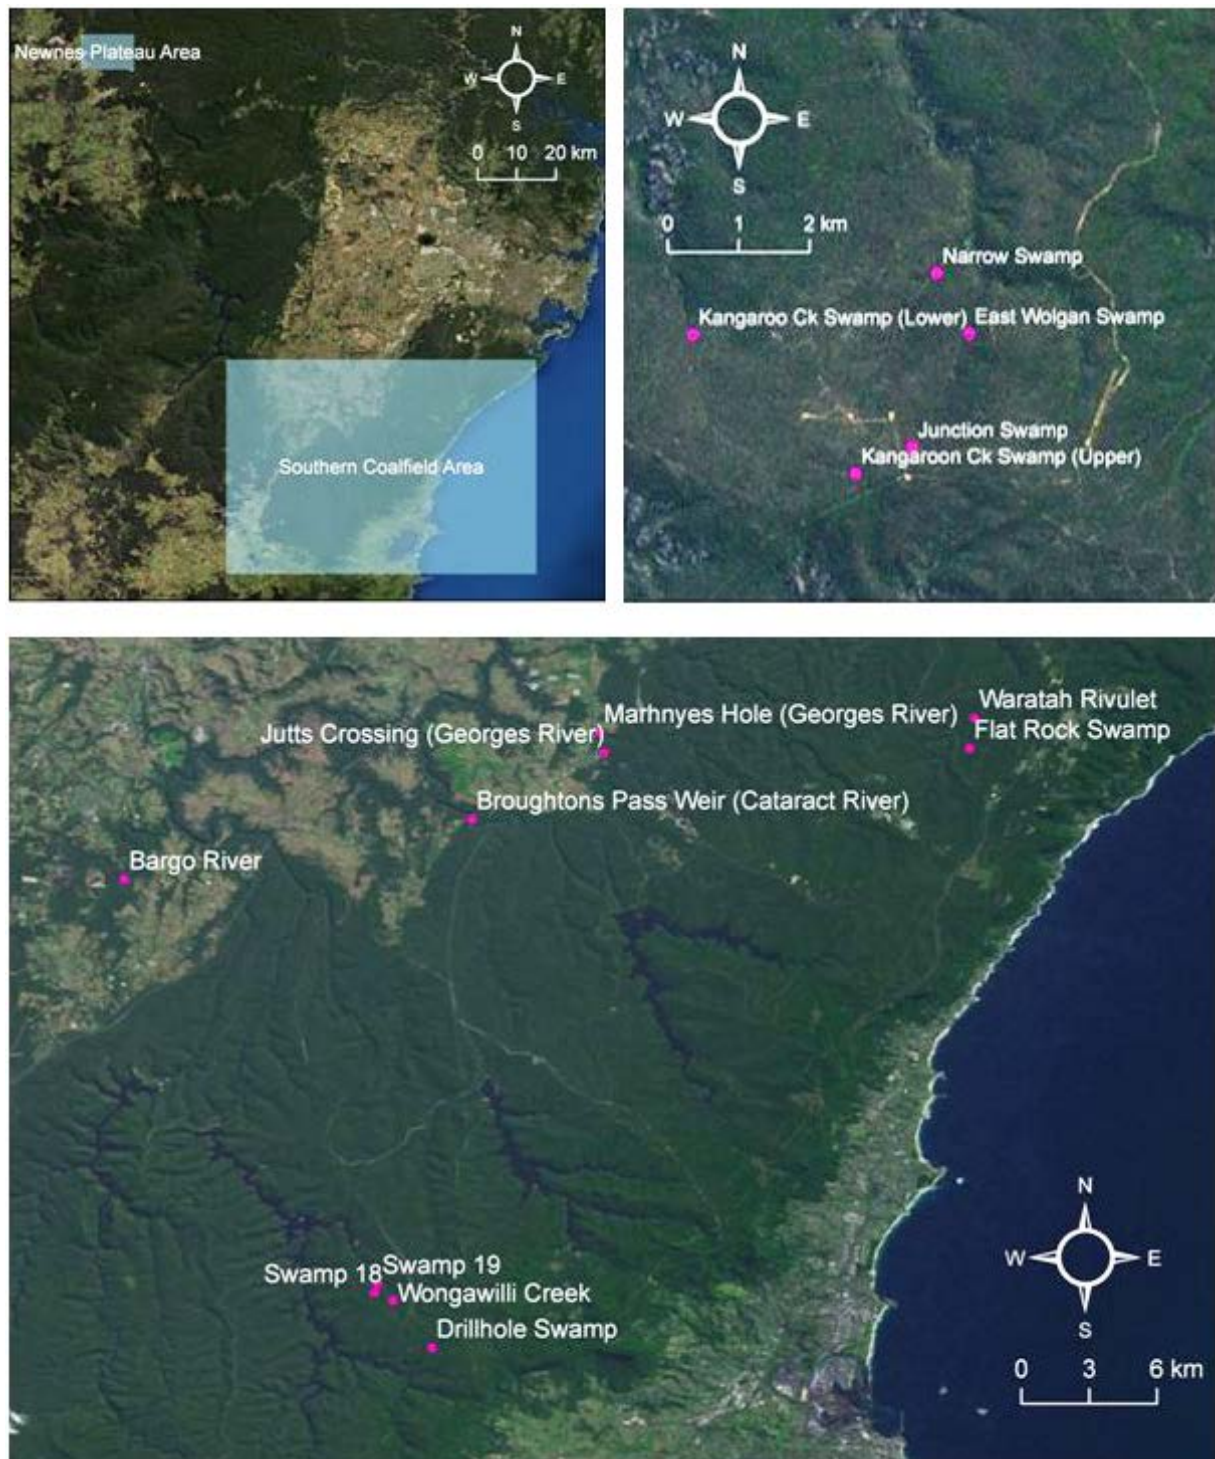 Newnes Plateau Area
N
W E
S
0 10 20 km
Southern Coalfield Area
N
W E
S
0 1 2 km
Narrow Swamp
Kangaroo Ck Swamp (Lower) East Wolgan Swamp
Junction Swamp
Kangaroon Ck Swamp (Upper)
Waratah Rivulet
Marhnyes Hole (Georges River)
Flat Rock Swamp
Jutts Crossing (Georges River)
Broughtons Pass Weir (Cataract River)
Bargo River
N
W E
S
Swamp 19
Swamp 18
Wongawilli Creek
Drillhole Swamp
0 3 6 km